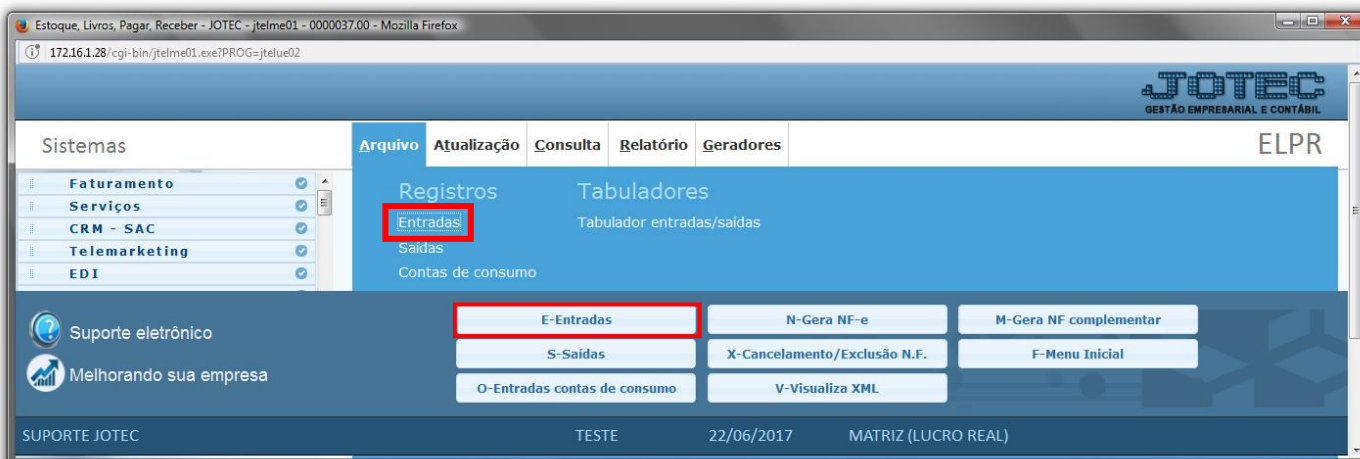 Estoque, Livros, Pagar, Receber - JOTEC - jtelme01 - 0000037.00 - Mozilla Firefox
172.16.1.28/cgi-bin/jtelme01.exe?PROG=jtelue02
JOTEC
GESTÃO EMPRESARIAL E CONTÁBIL
Sistemas
Arquivo Atualização Consulta Relatório Geradores
ELPR
Faturamento
Serviços
CRM - SAC
Telemarketing
EDI
Registros
Entradas
Saídas
Contas de consumo
Tabuladores
Tabulador entradas/saídas
Suporte eletrônico
Melhorando sua empresa
E-Entradas N-Gera NF-e M-Gera NF complementar
S-Saídas X-Cancelamento/Exclusão N.F. F-Menu Inicial
O-Entradas contas de consumo V-Visualiza XML
SUPORTE JOTEC TESTE 22/06/2017 MATRIZ (LUCRO REAL)